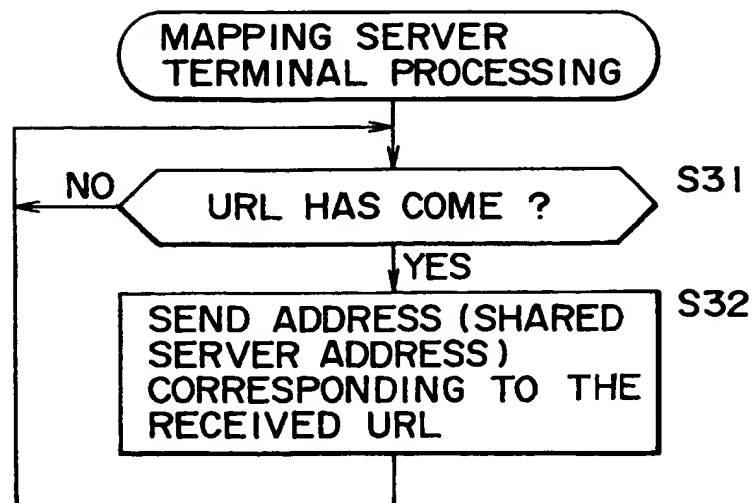 MAPPING SERVER
TERMINAL PROCESSING
NO
URL HAS COME ?
S31
YES
SEND ADDRESS (SHARED
SERVER ADDRESS)
CORRESPONDING TO THE
RECEIVED URL
S32